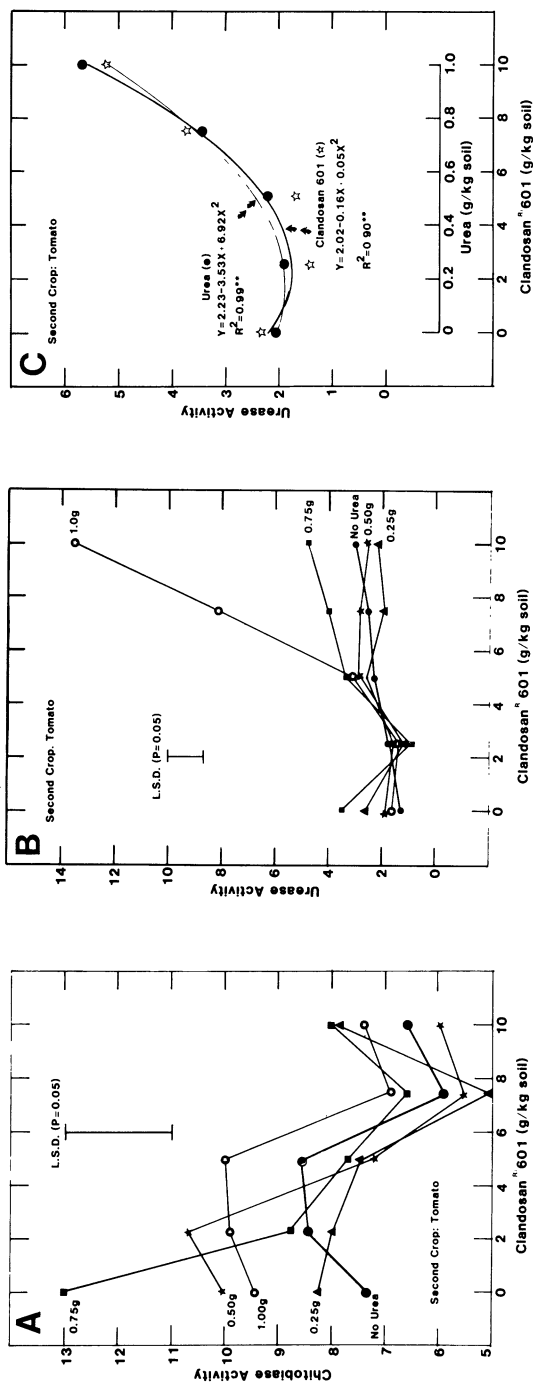 A
Chitobiase Activity
13
12
11
10
9
8
7
6
5
L.S.D. (P=0.05)
0.75g
0.50g
1.00g
0.25g
No Urea
Second Crop: Tomato
0
2
4
6
8
10
Clandosan R. 601 (g/kg soil)
B
Second Crop. Tomato
Urease Activity
14
12
10
8
6
4
2
0
L.S.D. (P=0.05)
1.0g
0.75g
No Urea
0.50g
0.25g
0
2
4
6
8
10
Clandosan R 601 (g/kg soil)
C
Second Crop: Tomato
Urease Activity
6
5
4
3
2
1
0
Urea (●)
Y=2.23-3.53X+6.92X²
R²=0.99**
Clandosan 601 (☆)
Y=2.02-0.16X·0.05X²
R²=0.90**
0
0.2
0.4
0.6
0.8
1.0
Urea (g/kg soil)
0
2
4
6
8
10
Clandosan R. 601 (g/kg soil)